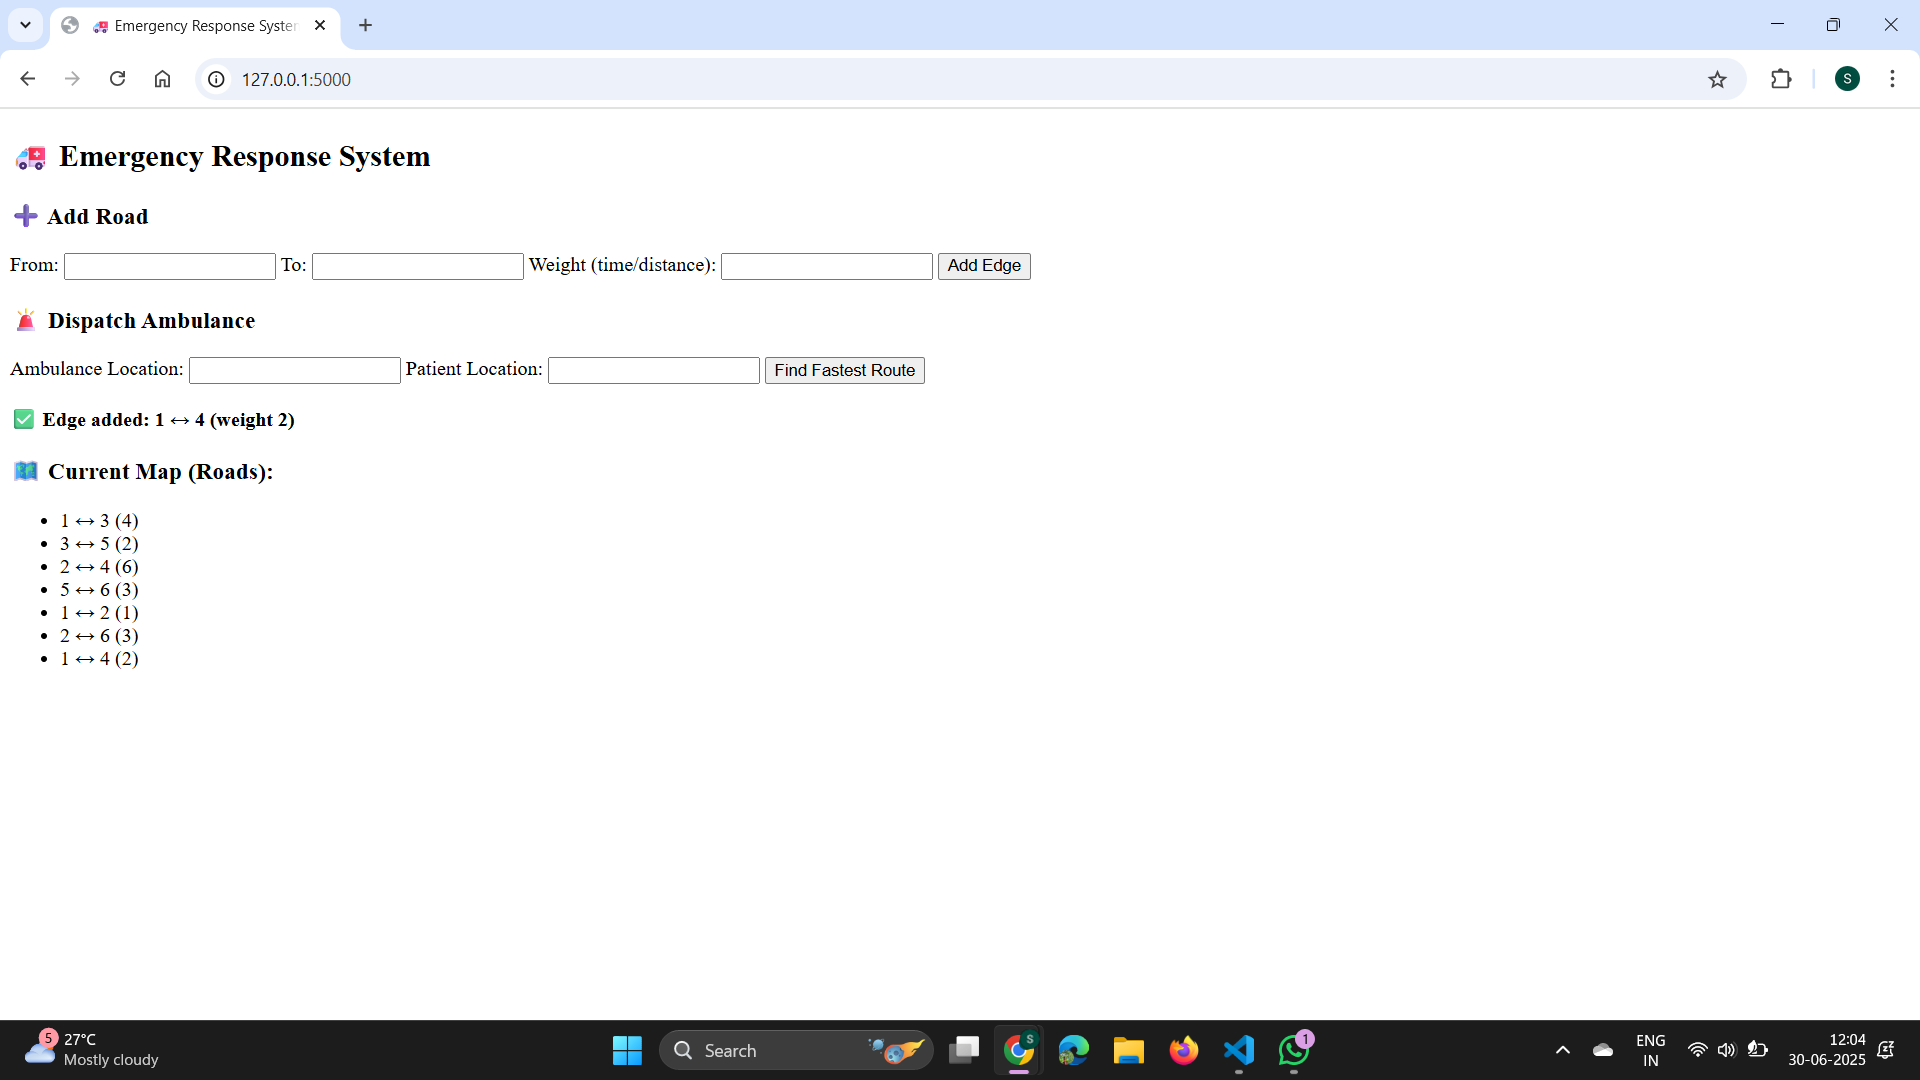 Emergency Response System
127.0.0.1:5000
S
Emergency Response System
Add Road
From: To: Weight (time/distance): Add Edge
Dispatch Ambulance
Ambulance Location: Patient Location: Find Fastest Route
Edge added: 1 ↔ 4 (weight 2)
Current Map (Roads):
1 ↔ 3 (4)
3 ↔ 5 (2)
2 ↔ 4 (6)
5 ↔ 6 (3)
1 ↔ 2 (1)
2 ↔ 6 (3)
1 ↔ 4 (2)
5
27°C
Mostly cloudy
Search
S
1
ENG
IN
12:04
30-06-2025